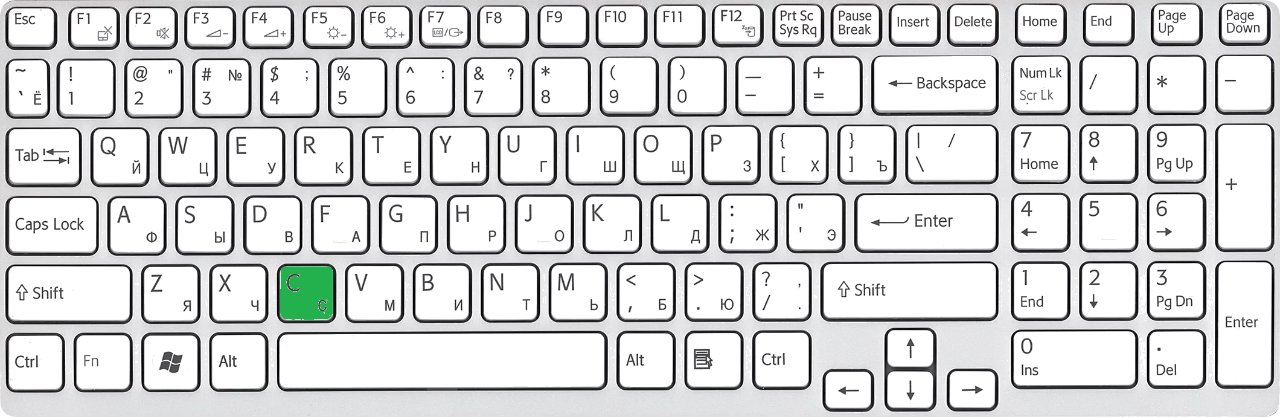 Esc F1 F2 F3 F4 F5 F6 F7 F8 F9 F10 F11 F12 Prt Sc Sys Rq Pause Break Insert Delete Home End Page Up Page Down
~ ` Ё ! 1 @ " 2 # № 3 $ ; 4 % 5 ^ : 6 & ? 7 * 8 ( 9 ) 0 — – + = ← Backspace Num Lk Scr Lk / * –
Tab Q Й W Ц E У R К T Е Y Н U Г I Ш O Щ P З { [ Х } ] Ъ | / \ 7 Home 8 ↑ 9 Pg Up +
Caps Lock A Ф S Ы D В F А G П H Р J О K Л L Д : ; Ж " ' Э Enter 4 ← 5 6 →
⇧ Shift Z Я X Ч C С V М B И N Т M Ь < , Б > . Ю ? , / . ⇧ Shift 1 End 2 ↓ 3 Pg Dn Enter
Ctrl Fn Alt Alt Ctrl ← ↑ ↓ → 0 Ins . Del